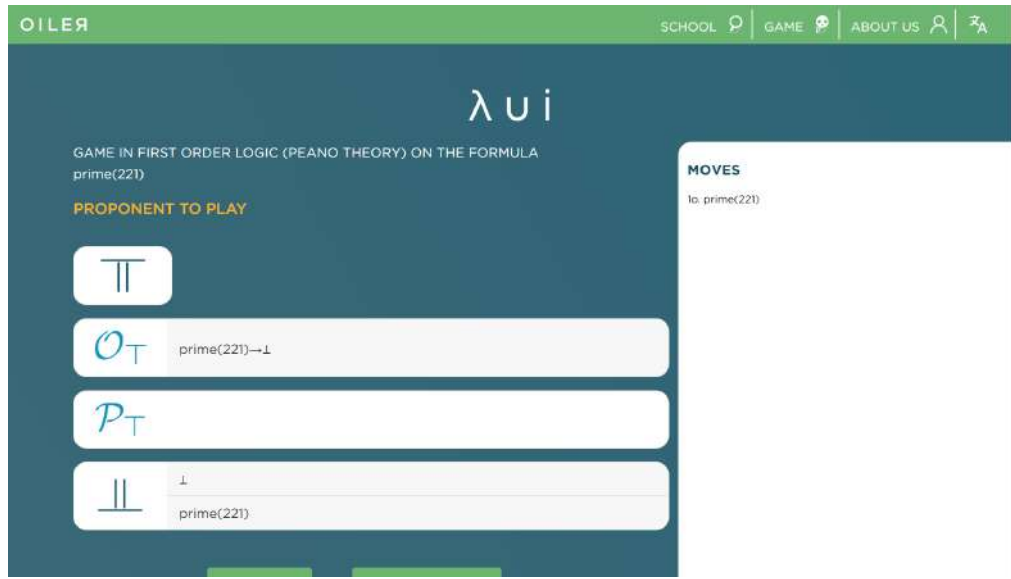 OILEЯ
SCHOOL GAME ABOUT US
λυi
GAME IN FIRST ORDER LOGIC (PEANO THEORY) ON THE FORMULA
prime(221)
PROPONENT TO PLAY
MOVES
1o. prime(221)
𝒪⊤ prime(221)→⊥
𝒫⊤
⊥
prime(221)